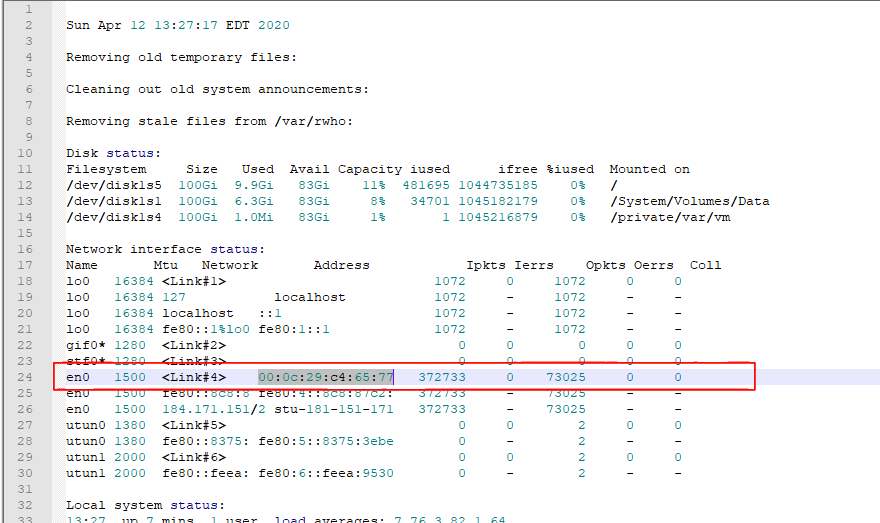 1
2 Sun Apr 12 13:27:17 EDT 2020
3
4 Removing old temporary files:
5
6 Cleaning out old system announcements:
7
8 Removing stale files from /var/rwho:
9
10 Disk status:
11 Filesystem Size Used Avail Capacity iused ifree %iused Mounted on
12 /dev/disk1s5 100Gi 9.9Gi 83Gi 11% 481695 1044735185 0% /
13 /dev/disk1s1 100Gi 6.3Gi 83Gi 8% 34701 1045182179 0% /System/Volumes/Data
14 /dev/disk1s4 100Gi 1.0Mi 83Gi 1% 1 1045216879 0% /private/var/vm
15
16 Network interface status:
17 Name Mtu Network Address Ipkts Ierrs Opkts Oerrs Coll
18 lo0 16384 <Link#1> 1072 0 1072 0 0
19 lo0 16384 127 localhost 1072 - 1072 - -
20 lo0 16384 localhost ::1 1072 - 1072 - -
21 lo0 16384 fe80::1%lo0 fe80:1::1 1072 - 1072 - -
22 gif0* 1280 <Link#2> 0 0 0 0 0
23 stf0* 1280 <Link#3> 0 0 0 0 0
24 en0 1500 <Link#4> 00:0c:29:c4:65:77 372733 0 73025 0 0
25 en0 1500 fe80::8c8:8 fe80:4::8c8:87c2: 372733 - 73025 - -
26 en0 1500 184.171.151/2 stu-181-151-171 372733 - 73025 - -
27 utun0 1380 <Link#5> 0 0 2 0 0
28 utun0 1380 fe80::8375: fe80:5::8375:3ebe 0 - 2 - -
29 utun1 2000 <Link#6> 0 0 2 0 0
30 utun1 2000 fe80::feea: fe80:6::feea:9530 0 - 2 - -
31
32 Local system status:
33 13:27 up 7 mins, 1 user, load averages: 7.76 3.82 1.64